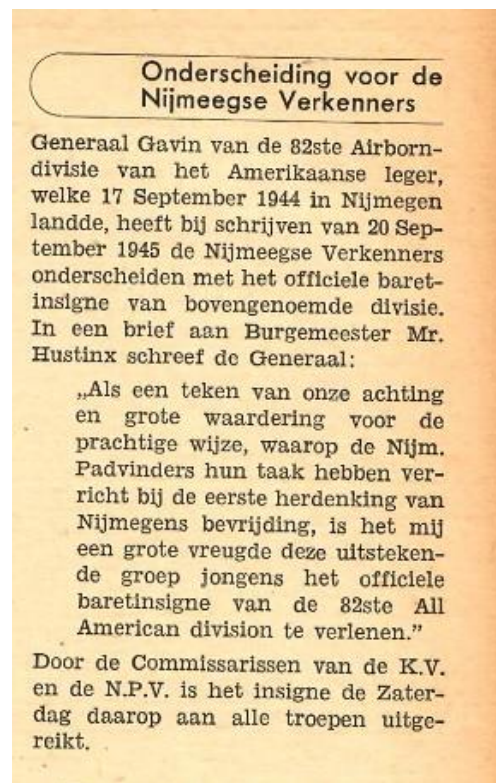 Onderscheiding voor de
Nijmeegse Verkenners
Generaal Gavin van de 82ste Airborn-
divisie van het Amerikaanse leger,
welke 17 September 1944 in Nijmegen
landde, heeft bij schrijven van 20 Sep-
tember 1945 de Nijmeegse Verkenners
onderscheiden met het officiele baret-
insigne van bovengenoemde divisie.
In een brief aan Burgemeester Mr.
Hustinx schreef de Generaal:
„Als een teken van onze achting
en grote waardering voor de
prachtige wijze, waarop de Nijm.
Padvinders hun taak hebben ver-
richt bij de eerste herdenking van
Nijmegens bevrijding, is het mij
een grote vreugde deze uitsteken-
de groep jongens het officiele
baretinsigne van de 82ste All
American division te verlenen.”
Door de Commissarissen van de K.V.
en de N.P.V. is het insigne de Zater-
dag daarop aan alle troepen uitge-
reikt.